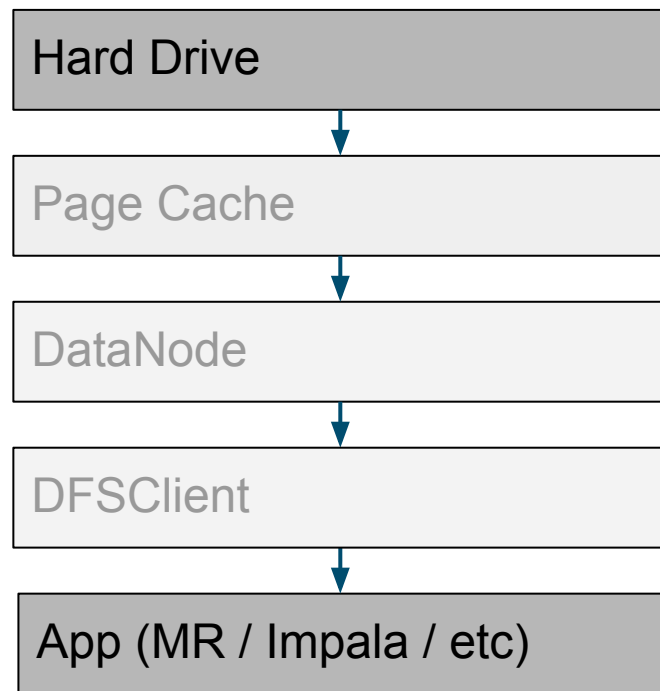 Hard Drive
Page Cache
DataNode
DFSClient
App (MR / Impala / etc)